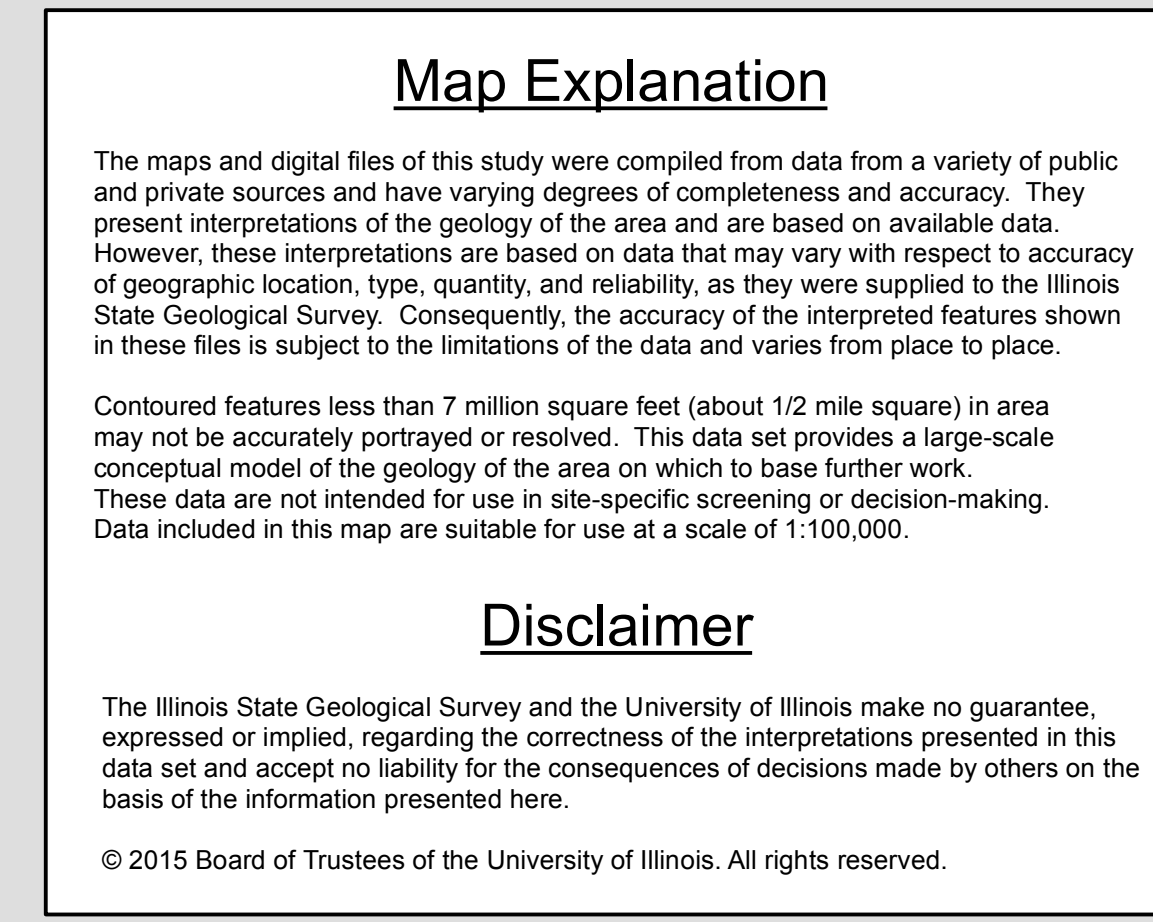 Map Explanation
The maps and digital files of this study were compiled from data from a variety of public
and private sources and have varying degrees of completeness and accuracy.  They
present interpretations of the geology of the area and are based on available data.
However, these interpretations are based on data that may vary with respect to accuracy
of geographic location, type, quantity, and reliability, as they were supplied to the Illinois
State Geological Survey.  Consequently, the accuracy of the interpreted features shown
in these files is subject to the limitations of the data and varies from place to place.
Contoured features less than 7 million square feet (about 1/2 mile square) in area
may not be accurately portrayed or resolved.  This data set provides a large-scale
conceptual model of the geology of the area on which to base further work.
These data are not intended for use in site-specific screening or decision-making.
Data included in this map are suitable for use at a scale of 1:100,000.
Disclaimer
The Illinois State Geological Survey and the University of Illinois make no guarantee,
expressed or implied, regarding the correctness of the interpretations presented in this
data set and accept no liability for the consequences of decisions made by others on the
basis of the information presented here.
© 2015 Board of Trustees of the University of Illinois. All rights reserved.